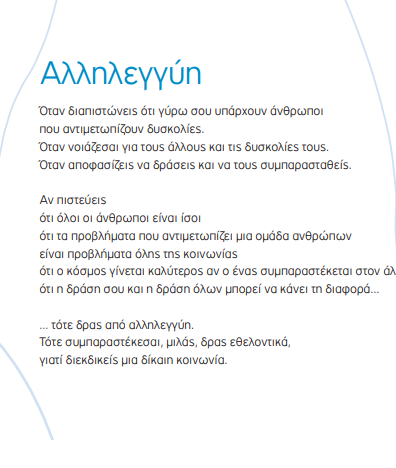 Αλληλεγγύη
Όταν διαπιστώνεις ότι γύρω σου υπάρχουν άνθρωποι
που αντιμετωπίζουν δυσκολίες.
Όταν νοιάζεσαι για τους άλλους και τις δυσκολίες τους.
Όταν αποφασίζεις να δράσεις και να τους συμπαρασταθείς.
Αν πιστεύεις
ότι όλοι οι άνθρωποι είναι ίσοι
ότι τα προβλήματα που αντιμετωπίζει μια ομάδα ανθρώπων
είναι προβλήματα όλης της κοινωνίας
ότι ο κόσμος γίνεται καλύτερος αν ο ένας συμπαραστέκεται στον
ότι η δράση σου και η δράση όλων μπορεί να κάνει τη διαφορά...
... τότε δρας από αλληλεγγύη.
Τότε συμπαραστέκεσαι, μιλάς, δρας εθελοντικά,
γιατί διεκδικείς μια δίκαιη κοινωνία.